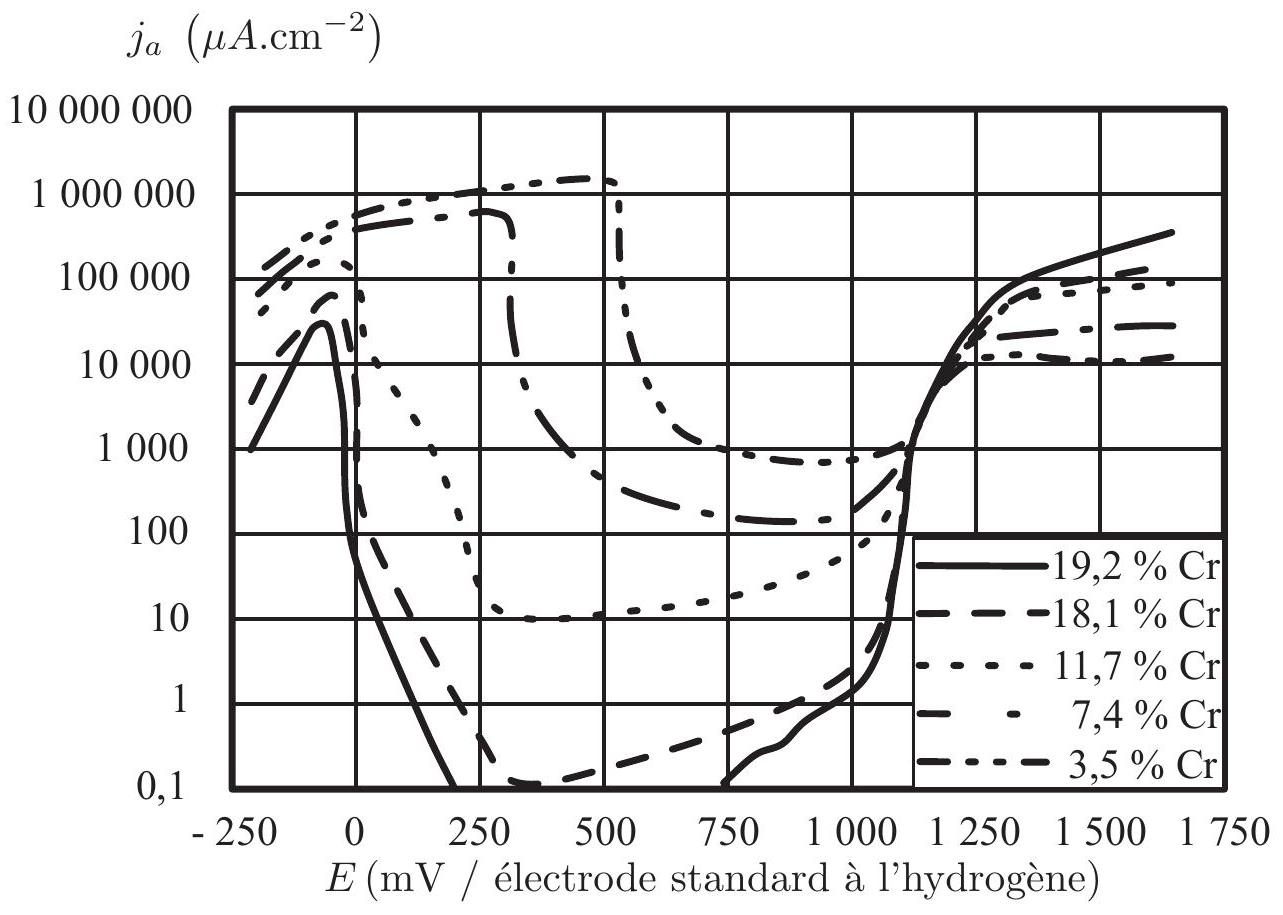 j_a (μA.cm⁻²)
10 000 000
1 000 000
100 000
10 000
1 000
100
10
1
0,1
19,2 % Cr
18,1 % Cr
11,7 % Cr
7,4 % Cr
3,5 % Cr
- 250 0 250 500 750 1 000 1 250 1 500 1 750
E (mV / électrode standard à l'hydrogène)